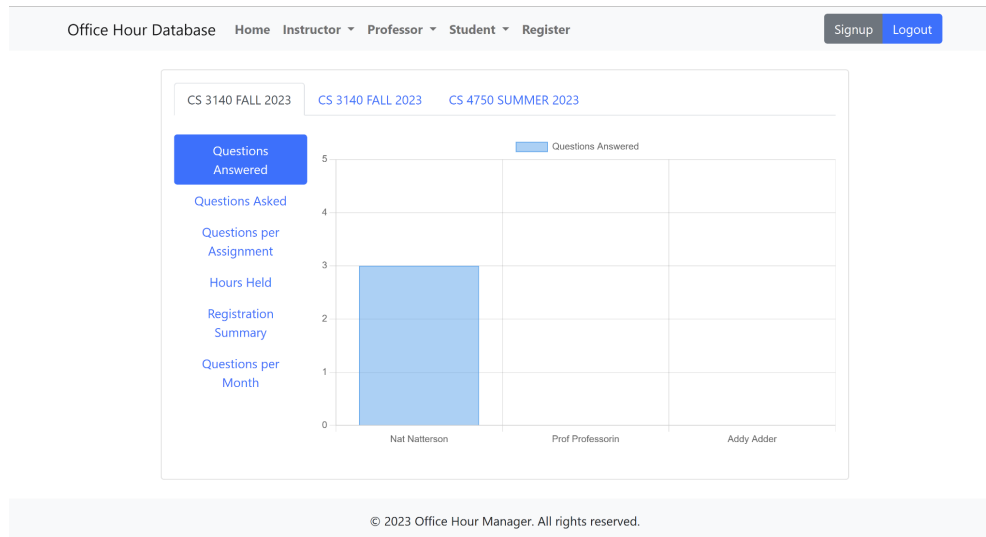 Office Hour Database Home Instructor Professor Student Register Signup Logout
CS 3140 FALL 2023 CS 3140 FALL 2023 CS 4750 SUMMER 2023
Questions
Answered
Questions Asked
Questions per
Assignment
Hours Held
Registration
Summary
Questions per
Month
Questions Answered
5
4
3
2
1
0
Nat Natterson Prof Professorin Addy Adder
© 2023 Office Hour Manager. All rights reserved.